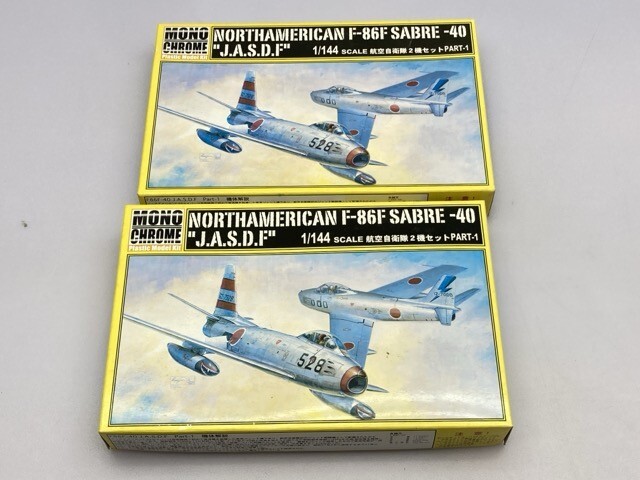 MONO
CHROME
Plastic Model Kit
NORTHAMERICAN F-86F SABRE -40
"J.A.S.D.F"
1/144 SCALE 航空自衛隊2機セットPART-1
528
MONO
CHROME
Plastic Model Kit
NORTHAMERICAN F-86F SABRE -40
"J.A.S.D.F"
1/144 SCALE 航空自衛隊2機セットPART-1
528